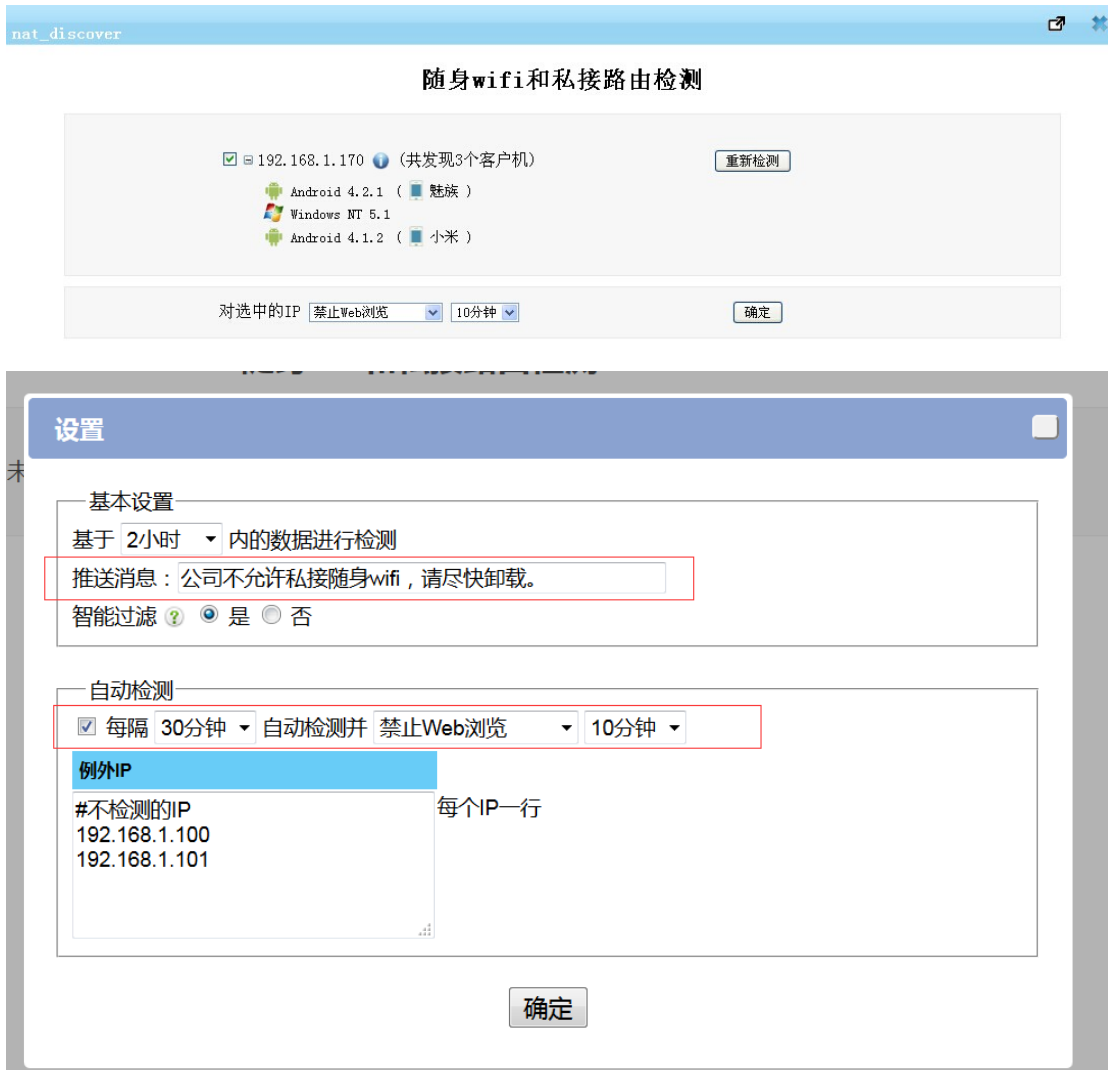 nat_discover
随身wifi和私接路由检测
192.168.1.170 (共发现3个客户机) 重新检测
Android 4.2.1 ( 魅族 )
Windows NT 5.1
Android 4.1.2 ( 小米 )
对选中的IP 禁止Web浏览 10分钟 确定
设置
未
基本设置
基于 2小时 内的数据进行检测
推送消息：公司不允许私接随身wifi，请尽快卸载。
智能过滤 ? 是 否
自动检测
每隔 30分钟 自动检测并 禁止Web浏览 10分钟
例外IP
#不检测的IP 每个IP一行
192.168.1.100
192.168.1.101
确定